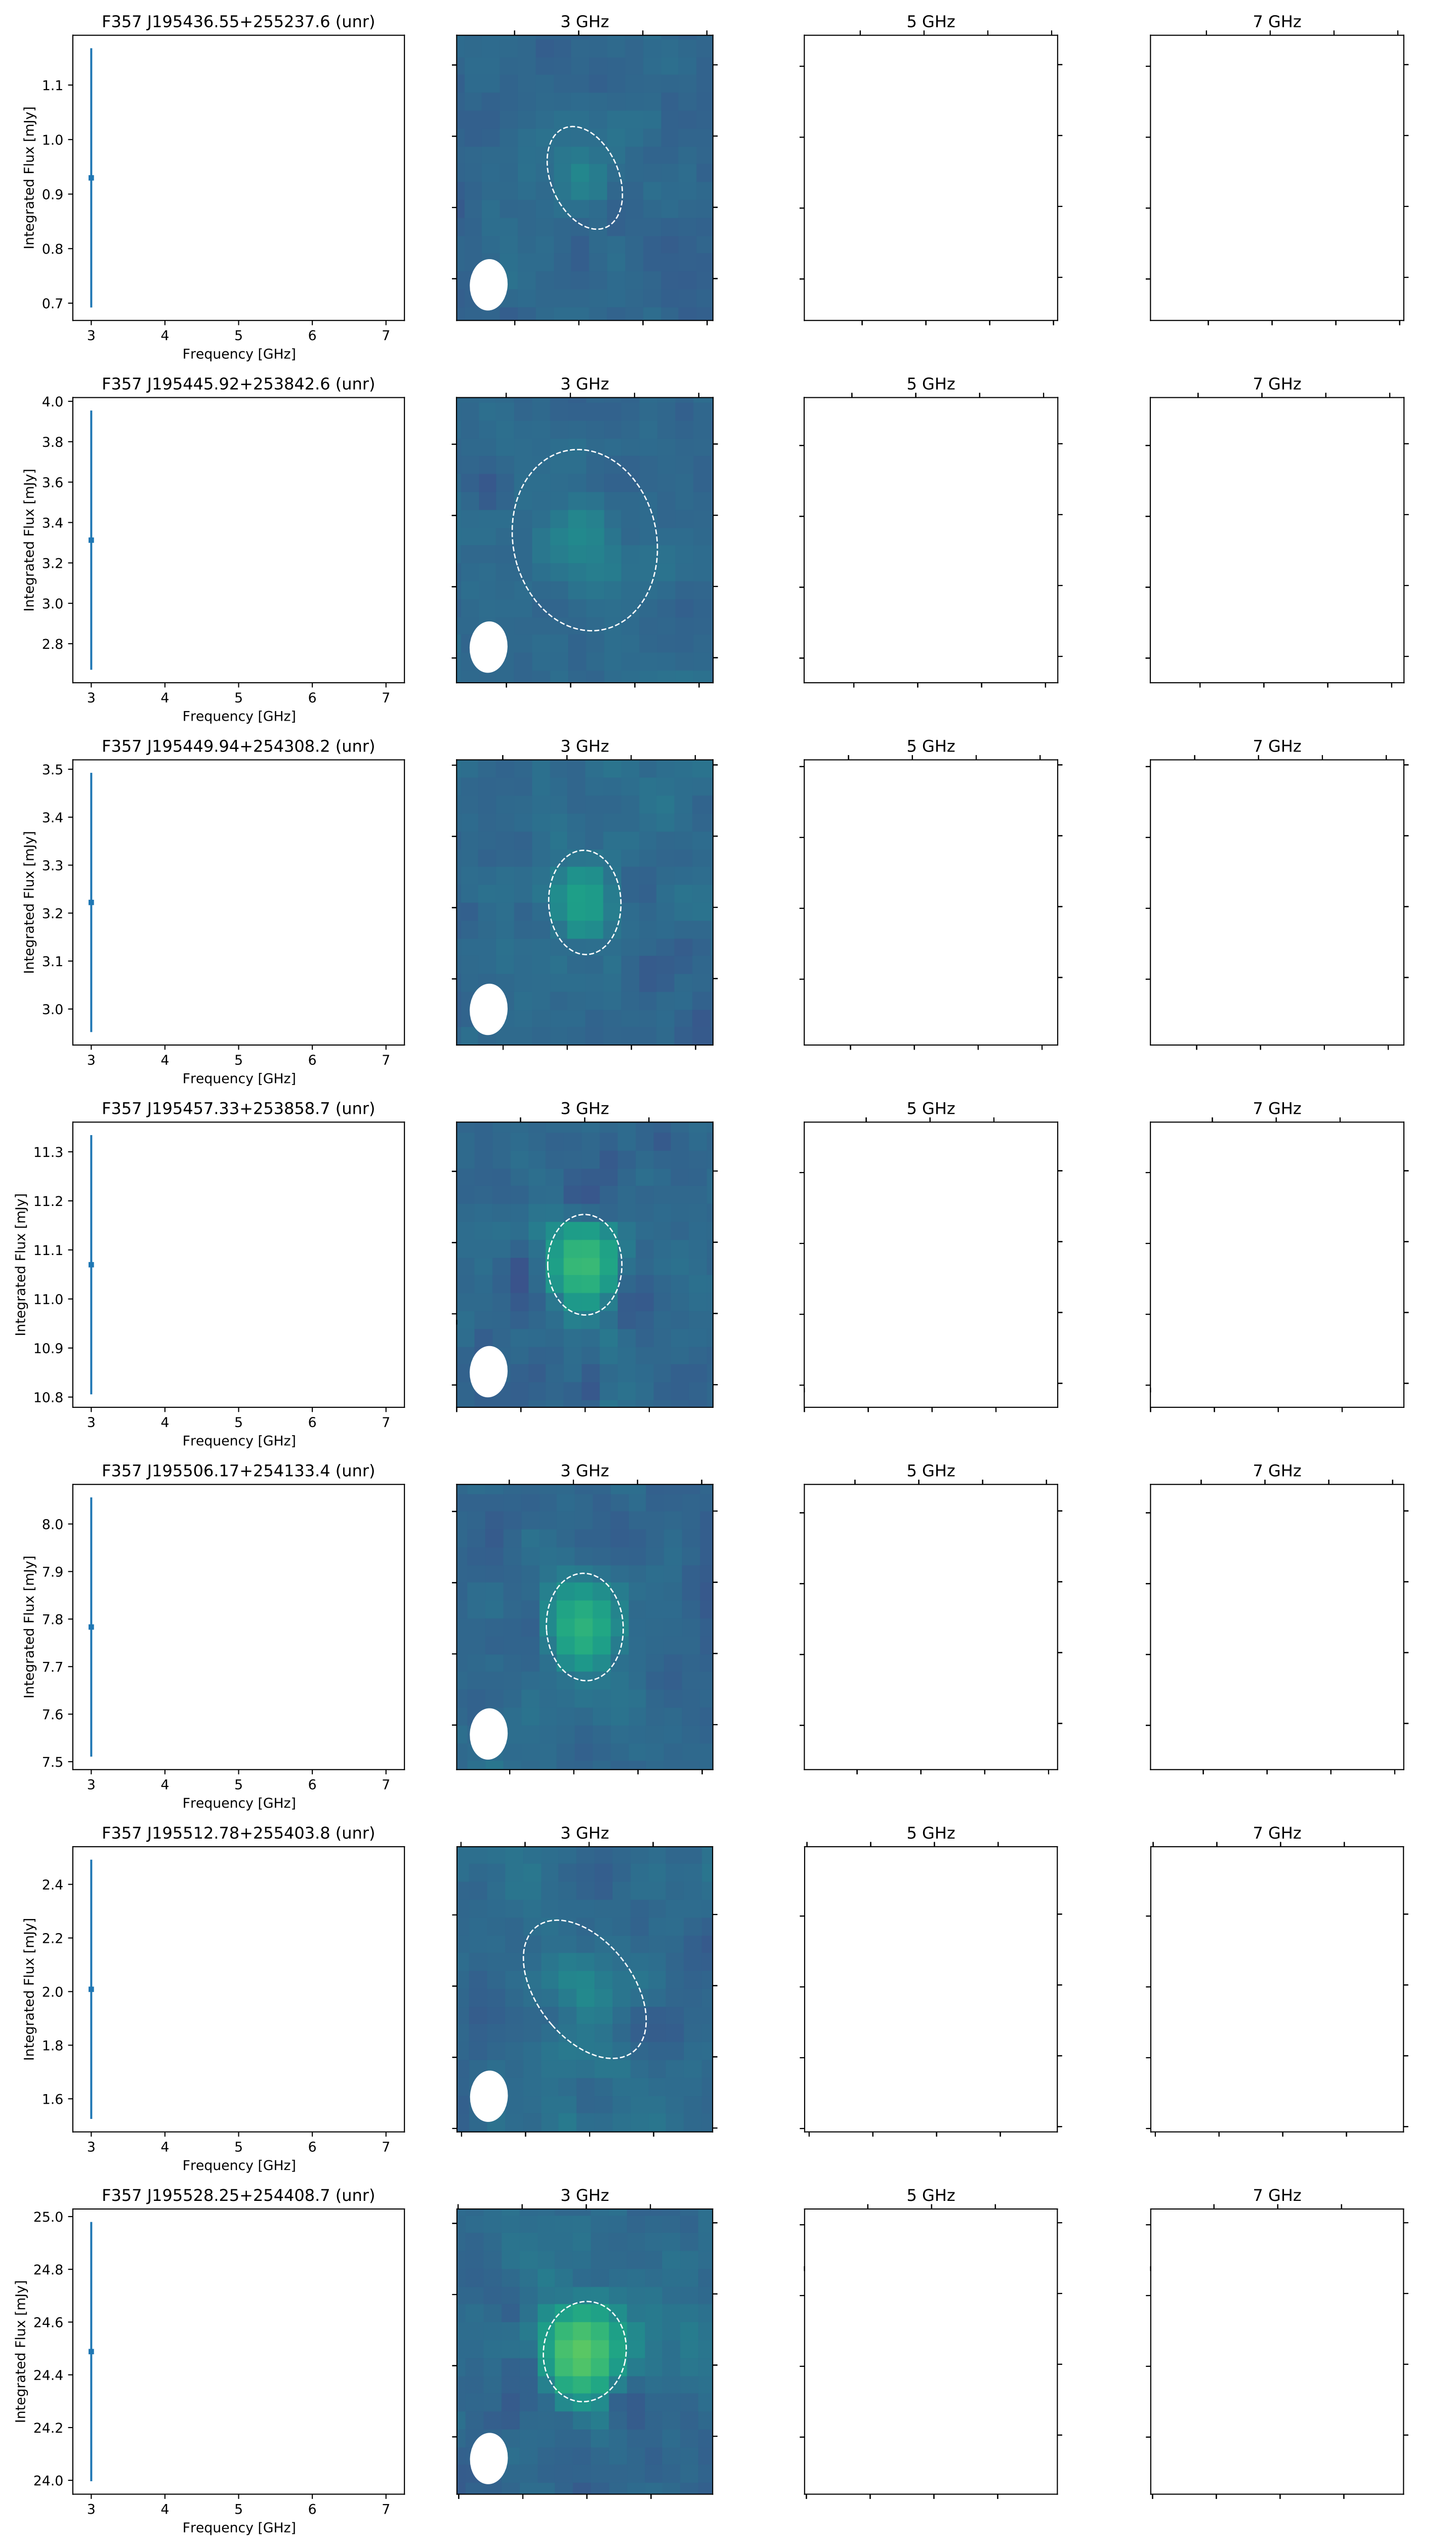 F357 J195436.55+255237.6 (unr)
3 GHz
5 GHz
7 GHz
Integrated Flux [mJy]
1.1
1.0
0.9
0.8
0.7
3 4 5 6 7
Frequency [GHz]
F357 J195445.92+253842.6 (unr)
3 GHz
5 GHz
7 GHz
Integrated Flux [mJy]
4.0
3.8
3.6
3.4
3.2
3.0
2.8
3 4 5 6 7
Frequency [GHz]
F357 J195449.94+254308.2 (unr)
3 GHz
5 GHz
7 GHz
Integrated Flux [mJy]
3.5
3.4
3.3
3.2
3.1
3.0
3 4 5 6 7
Frequency [GHz]
F357 J195457.33+253858.7 (unr)
3 GHz
5 GHz
7 GHz
Integrated Flux [mJy]
11.3
11.2
11.1
11.0
10.9
10.8
3 4 5 6 7
Frequency [GHz]
F357 J195506.17+254133.4 (unr)
3 GHz
5 GHz
7 GHz
Integrated Flux [mJy]
8.0
7.9
7.8
7.7
7.6
7.5
3 4 5 6 7
Frequency [GHz]
F357 J195512.78+255403.8 (unr)
3 GHz
5 GHz
7 GHz
Integrated Flux [mJy]
2.4
2.2
2.0
1.8
1.6
3 4 5 6 7
Frequency [GHz]
F357 J195528.25+254408.7 (unr)
3 GHz
5 GHz
7 GHz
Integrated Flux [mJy]
25.0
24.8
24.6
24.4
24.2
24.0
3 4 5 6 7
Frequency [GHz]